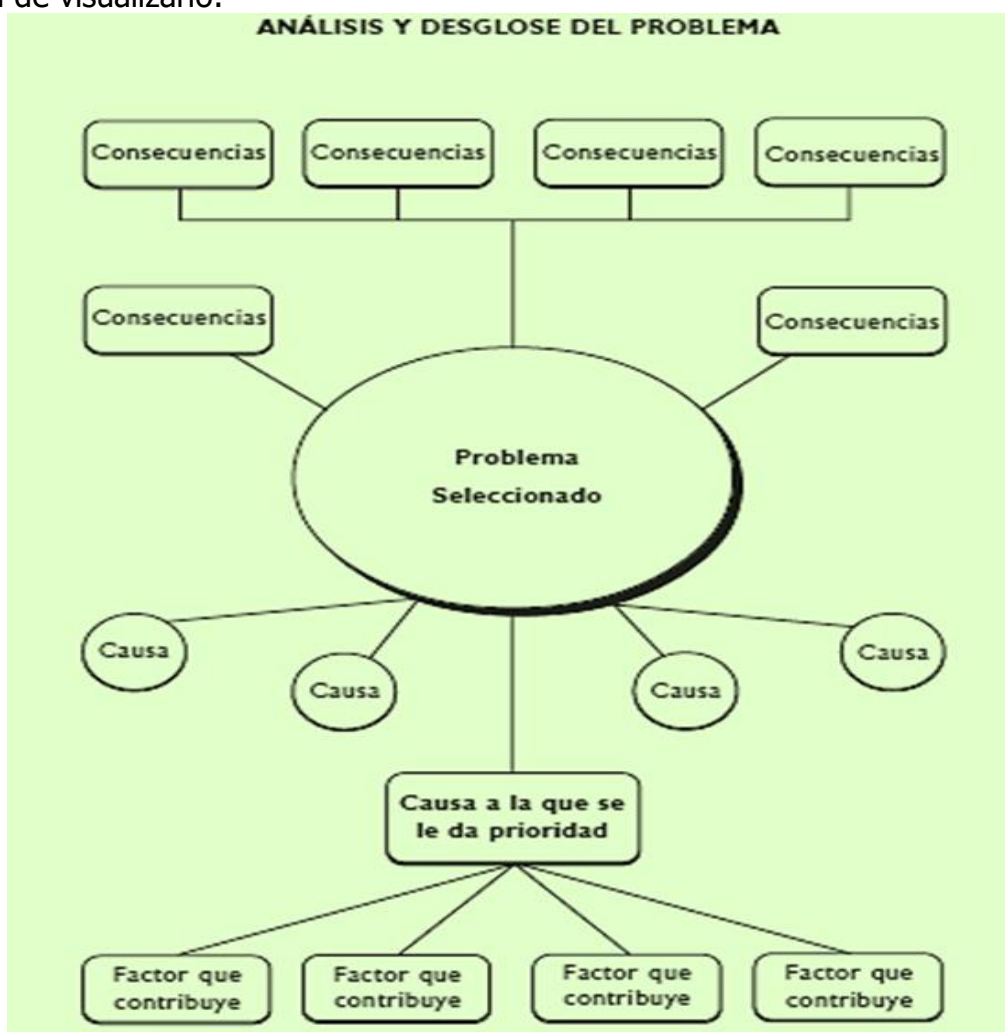 de visualizarlo.
ANÁLISIS Y DESGLOSE DEL PROBLEMA
Consecuencias Consecuencias Consecuencias Consecuencias
Consecuencias Consecuencias
Problema
Seleccionado
Causa Causa Causa Causa
Causa a la que se
le da prioridad
Factor que
contribuye
Factor que
contribuye
Factor que
contribuye
Factor que
contribuye